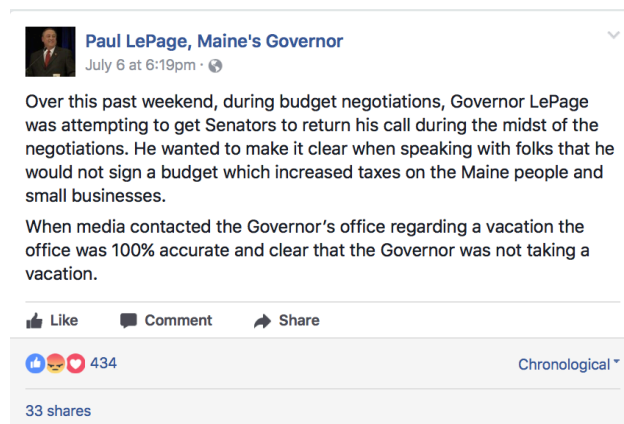 Paul LePage, Maine's Governor
July 6 at 6:19pm ·
Over this past weekend, during budget negotiations, Governor LePage
was attempting to get Senators to return his call during the midst of the
negotiations. He wanted to make it clear when speaking with folks that he
would not sign a budget which increased taxes on the Maine people and
small businesses.
When media contacted the Governor's office regarding a vacation the
office was 100% accurate and clear that the Governor was not taking a
vacation.
Like Comment Share
434 Chronological
33 shares